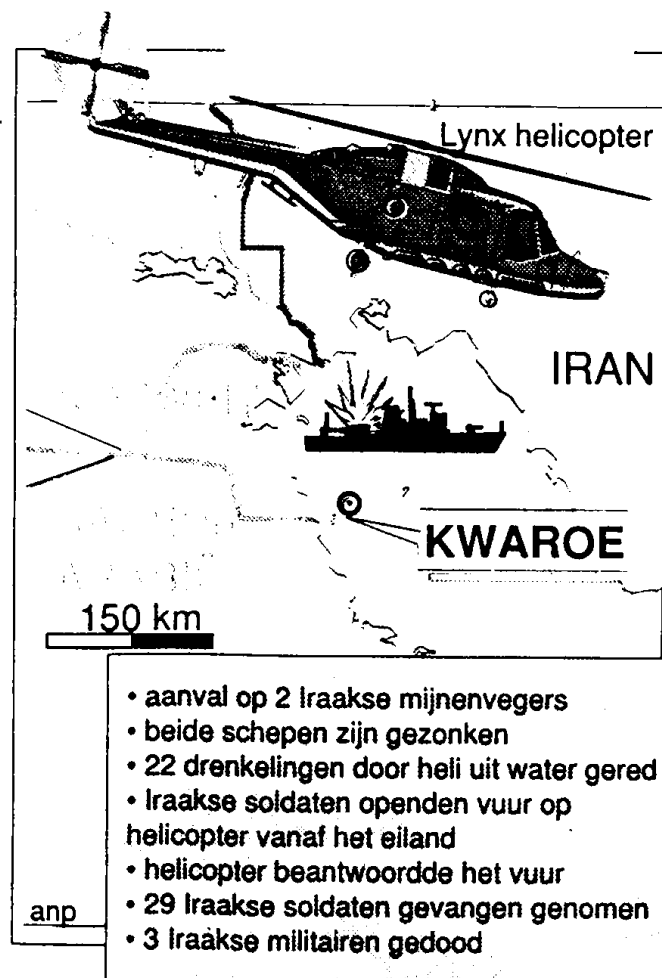 Lynx helicopter
IRAN
KWAROE
150 km
• aanval op 2 Iraakse mijnenvegers
• beide schepen zijn gezonken
• 22 drenkelingen door heli uit water gered
• Iraakse soldaten openden vuur op
helicopter vanaf het eiland
• helicopter beantwoordde het vuur
• 29 Iraakse soldaten gevangen genomen
• 3 Iraakse militairen gedood
anp